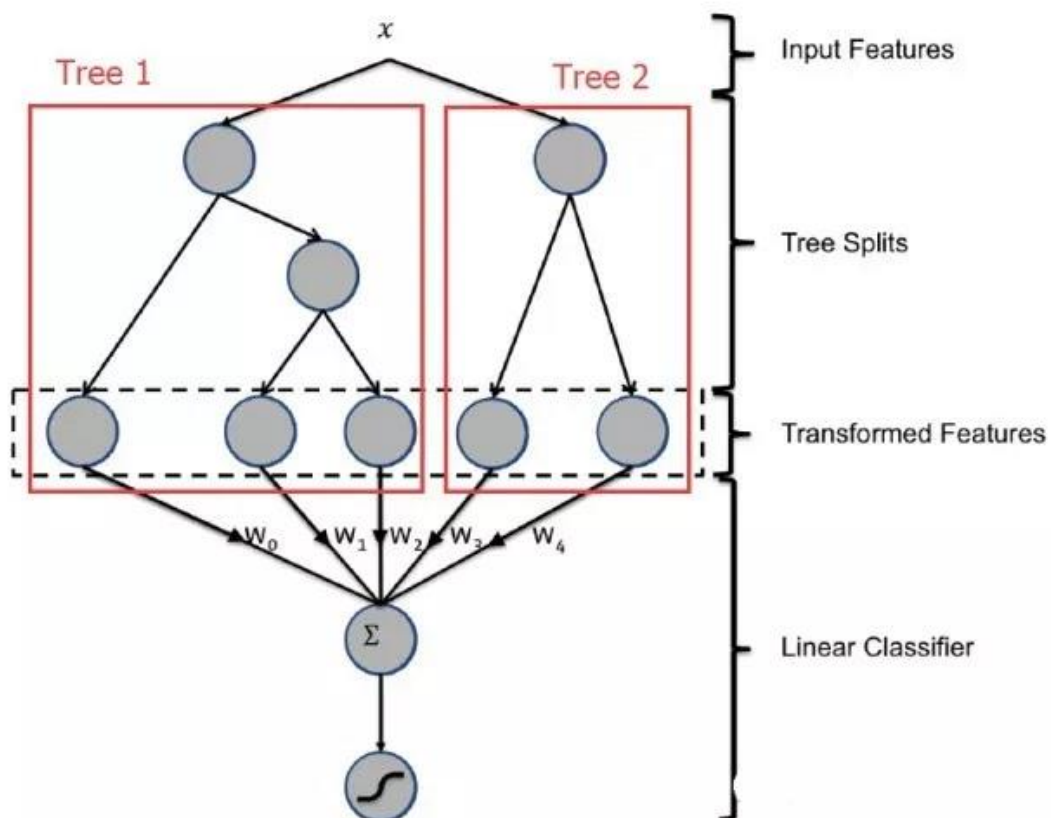 x
Input Features
Tree 1
Tree 2
Tree Splits
Transformed Features
W₀ W₁ W₂ W₃ W₄
Σ
Linear Classifier